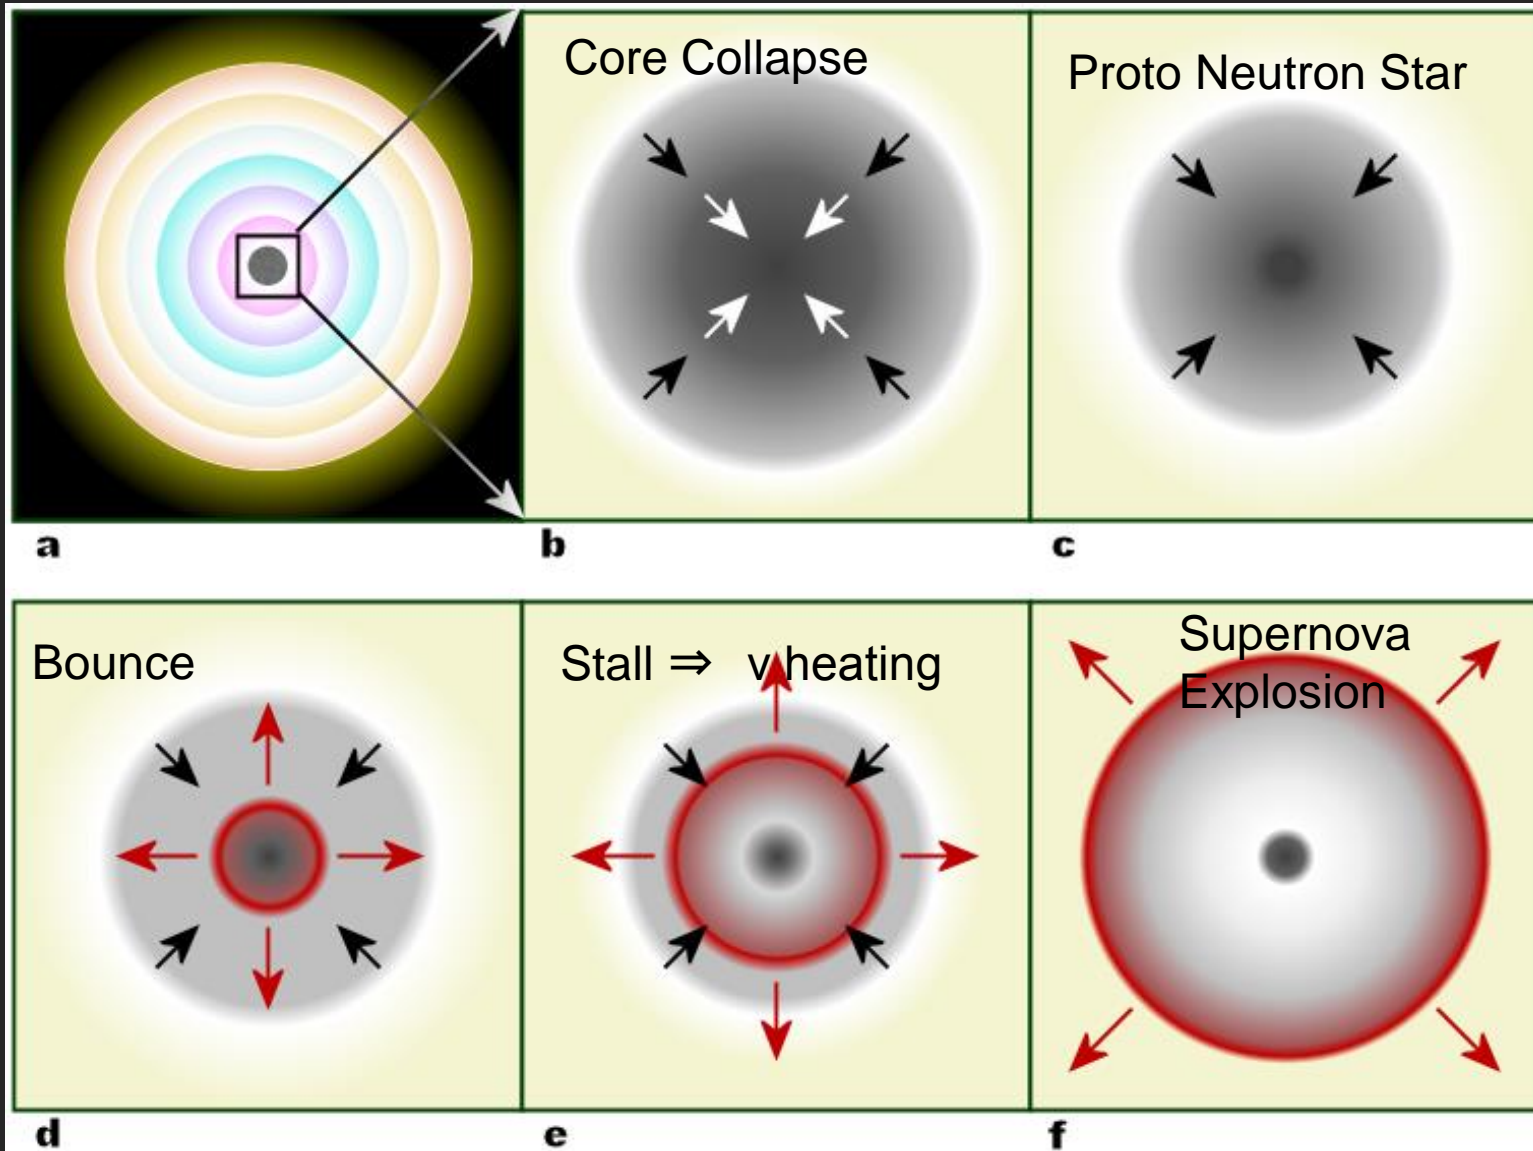 Core Collapse
Proto Neutron Star
a
b
c
Bounce
Stall ⇒ ν heating
Supernova
Explosion
d
e
f